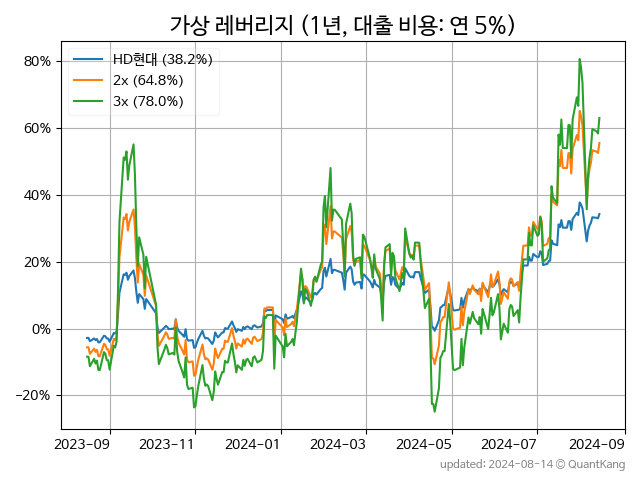 가상 레버리지 (1년, 대출 비용: 연 5%)
HD현대 (38.2%)
2x (64.8%)
3x (78.0%)
80%
60%
40%
20%
0%
−20%
2023-09 2023-11 2024-01 2024-03 2024-05 2024-07 2024-09
updated: 2024-08-14 © QuantKang